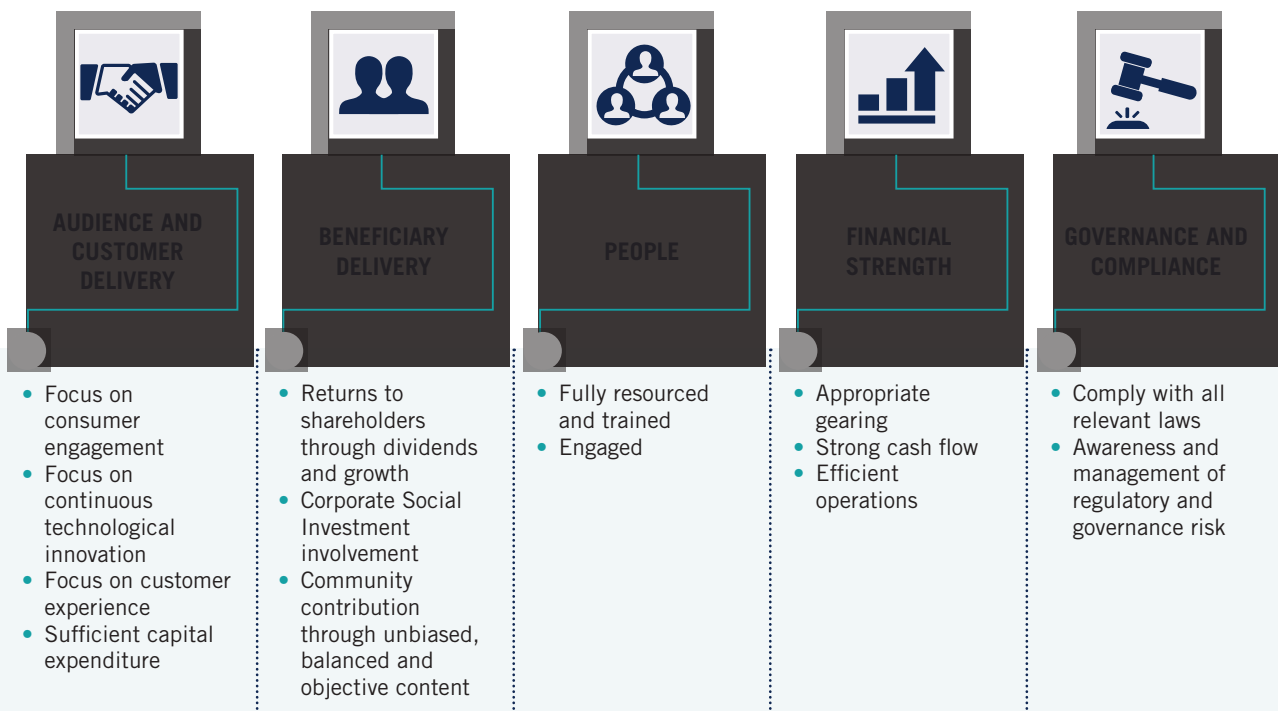 AUDIENCE AND
CUSTOMER
DELIVERY
• Focus on
consumer
engagement
• Focus on
continuous
technological
innovation
• Focus on customer
experience
• Sufficient capital
expenditure
BENEFICIARY
DELIVERY
• Returns to
shareholders
through dividends
and growth
• Corporate Social
Investment
involvement
• Community
contribution
through unbiased,
balanced and
objective content
PEOPLE
• Fully resourced
and trained
• Engaged
FINANCIAL
STRENGTH
• Appropriate
gearing
• Strong cash flow
• Efficient
operations
GOVERNANCE AND
COMPLIANCE
• Comply with all
relevant laws
• Awareness and
management of
regulatory and
governance risk